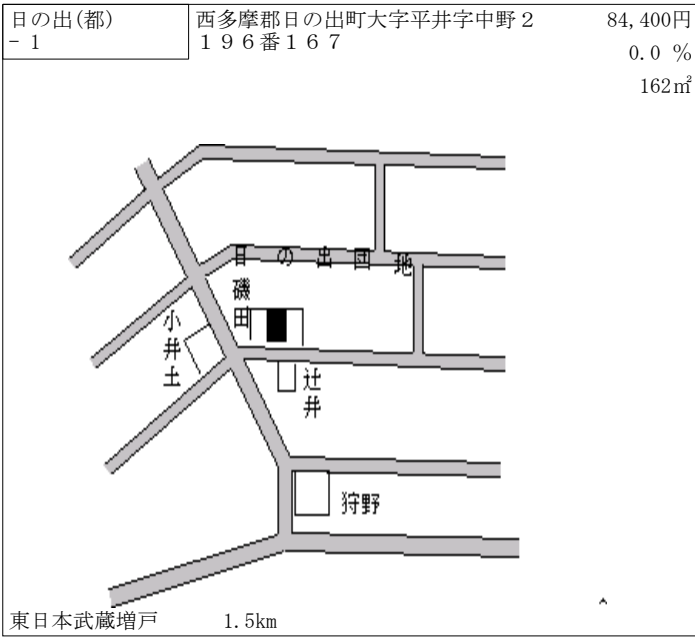 日の出(都)
- 1
西多摩郡日の出町大字平井字中野２
１９６番１６７
84,400円
0.0 %
162㎡
日の出団地
磯田
小井土
辻井
狩野
東日本武蔵増戸 1.5km